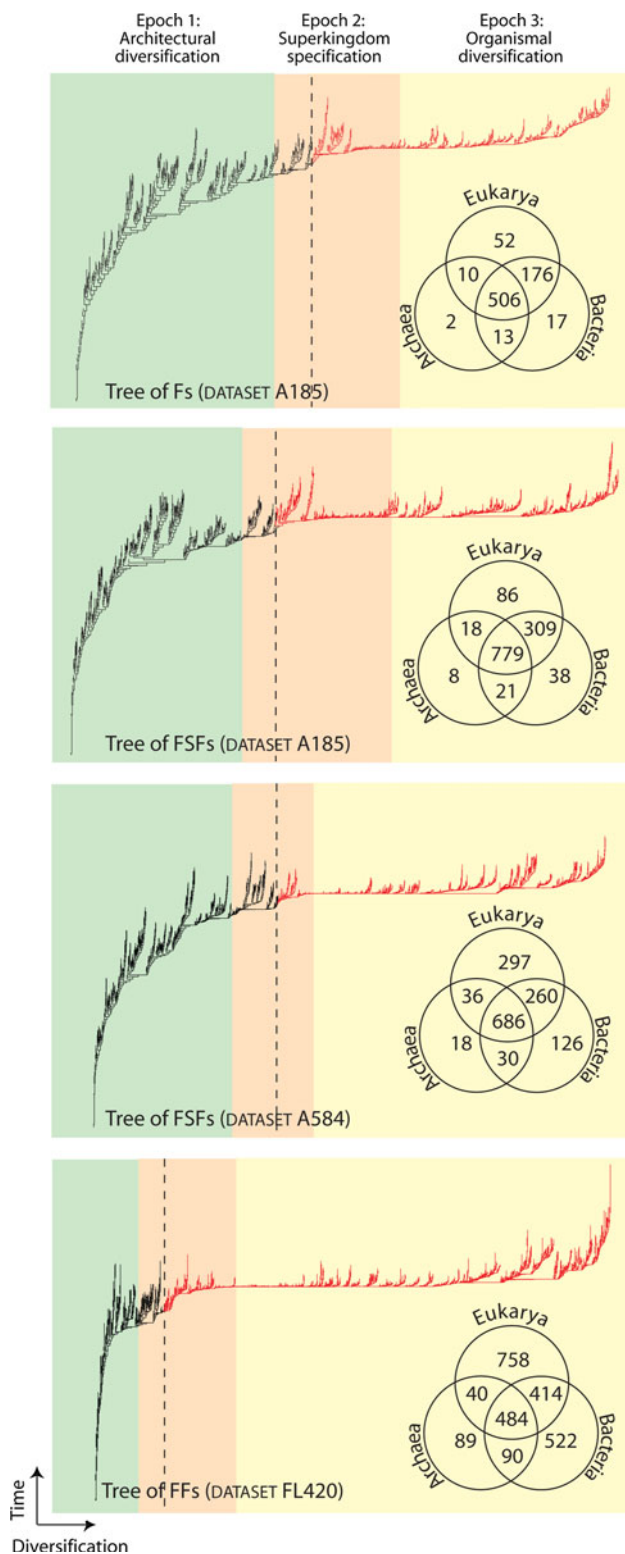 Epoch 1:
Architectural
diversification
Epoch 2:
Superkingdom
specification
Epoch 3:
Organismal
diversification
Eukarya
52
10
176
506
2
13
17
Archaea
Bacteria
Tree of Fs (DATASET A185)
Eukarya
86
18
309
779
8
21
38
Archaea
Bacteria
Tree of FSFs (DATASET A185)
Eukarya
297
36
260
686
18
30
126
Archaea
Bacteria
Tree of FSFs (DATASET A584)
Eukarya
758
40
414
484
89
90
522
Archaea
Bacteria
Tree of FFs (DATASET FL420)
Time
Diversification